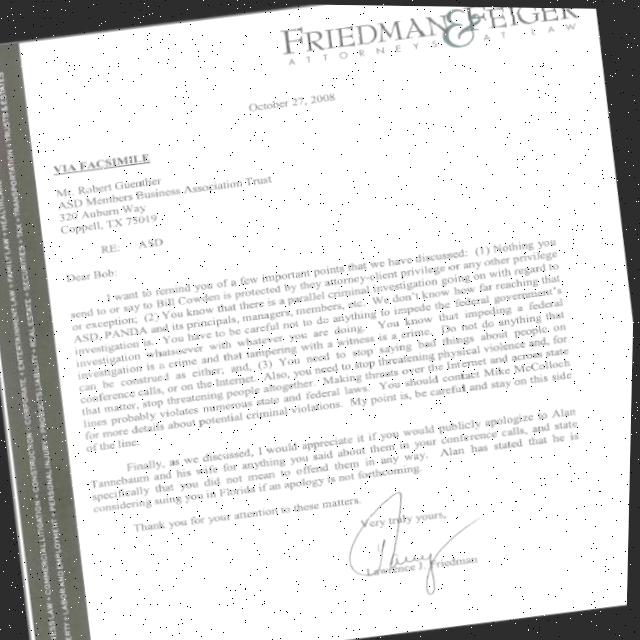 FRIEDMAN & FEIGER
ATTORNEYS AT LAW
October 27, 2008
VIA FACSIMILE
Mr. Robert Guenther
ASD Members Business Association Trust
320 Auburn Way
Coppell, TX 75019
RE: ASD
Dear Bob:
I want to remind you of a few important points that we have discussed: (1) Nothing you
send to or say to Bill Cowden is protected by they attorney-client privilege or any other privilege
or exception; (2) You know that there is a parallel criminal investigation going on with regard to
ASD, PANDA and its principals, managers, members, etc. We don't know how far reaching that
investigation is. You have to be careful not to do anything to impede the federal government's
investigation whatsoever with whatever you are doing. You know that impeding a federal
investigation is a crime and that tampering with a witness is a crime. Do not do anything that
can be construed as either, and, (3) You need to stop saying bad things about people, on
conference calls, or on the Internet. Also, you need to stop threatening physical violence and, for
that matter, stop threatening people altogether. Making threats over the Internet and across state
lines probably violates numerous state and federal laws. You should contact Mike McColloch
for more details about potential criminal violations. My point is, be careful and stay on this side
of the line.
Finally, as we discussed, I would appreciate it if you would publicly apologize to Alan
Tannebaum and his wife for anything you said about them in your conference calls, and state
specifically that you did not mean to offend them in any way. Alan has stated that he is
considering suing you in Florida if an apology is not forthcoming.
Thank you for your attention to these matters.
Very truly yours,
Lawrence J. Friedman